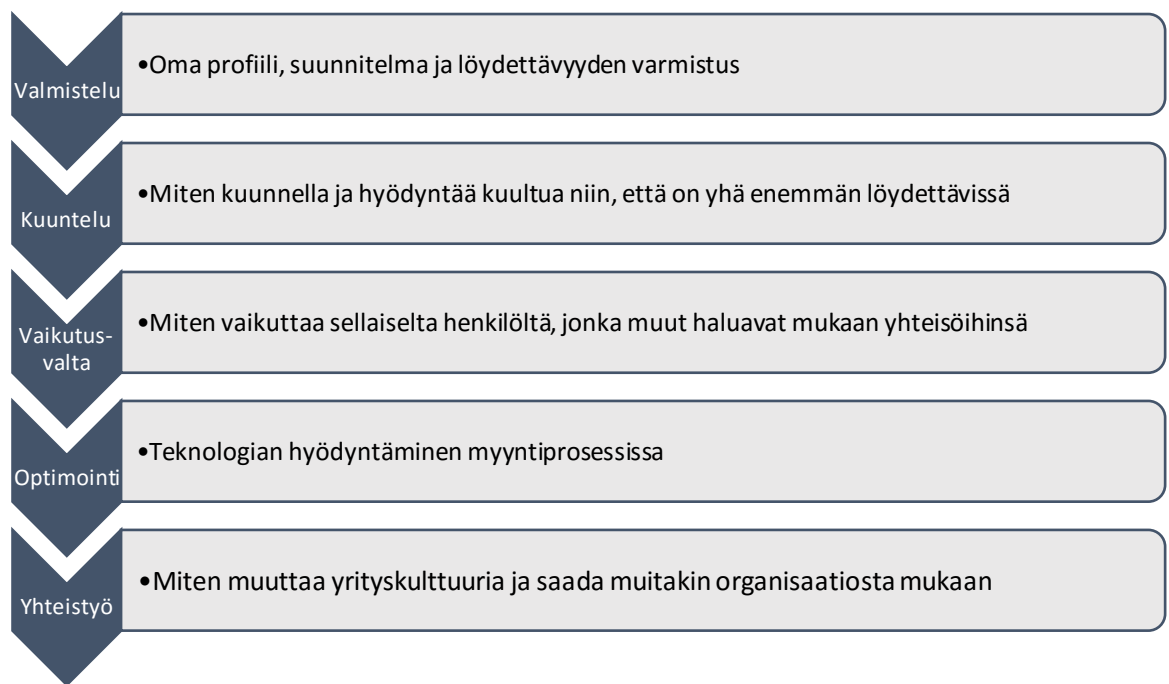 Valmistelu
•Oma profiili, suunnitelma ja löydettävyyden varmistus
Kuuntelu
•Miten kuunnella ja hyödyntää kuultua niin, että on yhä enemmän löydettävissä
Vaikutus-
valta
•Miten vaikuttaa sellaiselta henkilöltä, jonka muut haluavat mukaan yhteisöihinsä
Optimointi
•Teknologian hyödyntäminen myyntiprosessissa
Yhteistyö
•Miten muuttaa yrityskulttuuria ja saada muitakin organisaatiosta mukaan